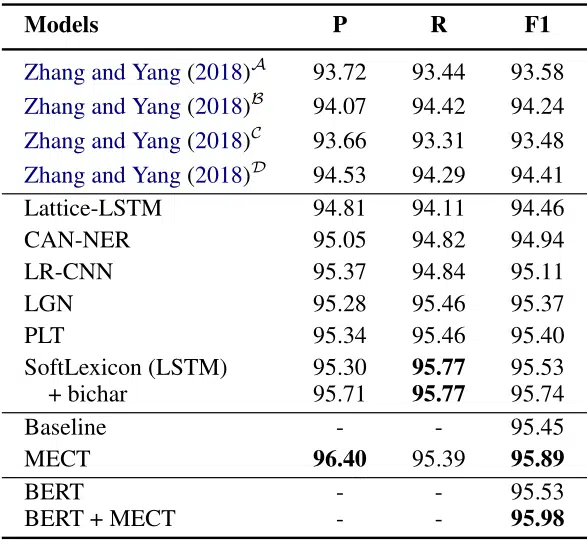 Models P R F1
Zhang and Yang (2018)𝒜 93.72 93.44 93.58
Zhang and Yang (2018)ℬ 94.07 94.42 94.24
Zhang and Yang (2018)𝒞 93.66 93.31 93.48
Zhang and Yang (2018)𝒟 94.53 94.29 94.41
Lattice-LSTM 94.81 94.11 94.46
CAN-NER 95.05 94.82 94.94
LR-CNN 95.37 94.84 95.11
LGN 95.28 95.46 95.37
PLT 95.34 95.46 95.40
SoftLexicon (LSTM) 95.30 95.77 95.53
+ bichar 95.71 95.77 95.74
Baseline - - 95.45
MECT 96.40 95.39 95.89
BERT - - 95.53
BERT + MECT - - 95.98